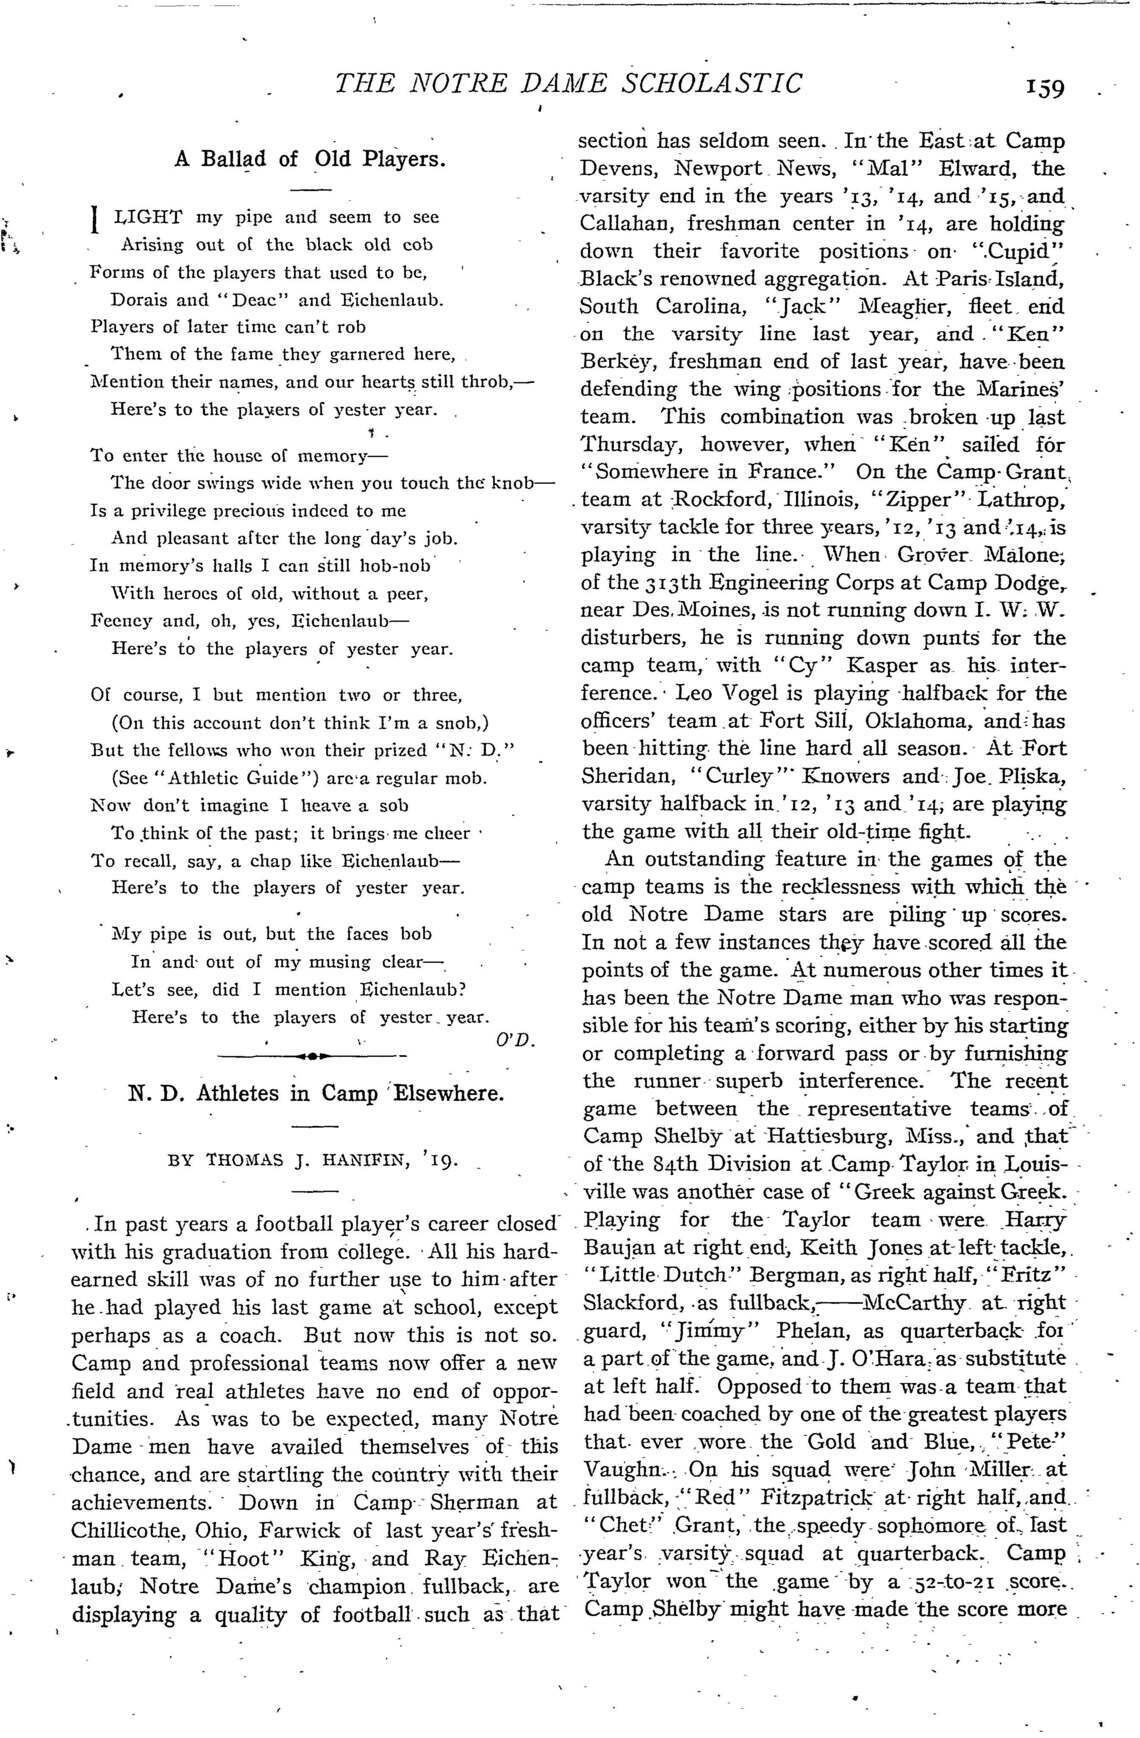 THE NOTRE DAME SCHOLASTIC
159
A Ballad of Old Players.
I LIGHT my pipe and seem to see
Arising out of the black old cob
Forms of the players that used to be,
Dorais and "Deac" and Eichenlaub.
Players of later time can't rob
Them of the fame they garnered here,
Mention their names, and our hearts still throb,—
Here's to the players of yester year.
To enter the house of memory—
The door swings wide when you touch the knob—
Is a privilege precious indeed to me
And pleasant after the long day's job.
In memory's halls I can still hob-nob
With heroes of old, without a peer,
Feeney and, oh, yes, Eichenlaub—
Here's to the players of yester year.
Of course, I but mention two or three,
(On this account don't think I'm a snob,)
But the fellows who won their prized "N. D."
(See "Athletic Guide") are a regular mob.
Now don't imagine I heave a sob
To think of the past; it brings me cheer
To recall, say, a chap like Eichenlaub—
Here's to the players of yester year.
My pipe is out, but the faces bob
In and out of my musing clear—
Let's see, did I mention Eichenlaub?
Here's to the players of yester year.
O'D.
N. D. Athletes in Camp Elsewhere.
BY THOMAS J. HANIFIN, '19.
In past years a football player's career closed
with his graduation from college. All his hard-
earned skill was of no further use to him after
he had played his last game at school, except
perhaps as a coach. But now this is not so.
Camp and professional teams now offer a new
field and real athletes have no end of oppor-
tunities. As was to be expected, many Notre
Dame men have availed themselves of this
chance, and are startling the country with their
achievements. Down in Camp Sherman at
Chillicothe, Ohio, Farwick of last year's fresh-
man team, "Hoot" King, and Ray Eichen-
laub, Notre Dame's champion fullback, are
displaying a quality of football such as that
section has seldom seen. In the East at Camp
Devens, Newport News, "Mal" Elward, the
varsity end in the years '13, '14, and '15, and
Callahan, freshman center in '14, are holding
down their favorite positions on "Cupid"
Black's renowned aggregation. At Paris Island,
South Carolina, "Jack" Meagher, fleet end
on the varsity line last year, and "Ken"
Berkey, freshman end of last year, have been
defending the wing positions for the Marines'
team. This combination was broken up last
Thursday, however, when "Ken" sailed for
"Somewhere in France." On the Camp Grant
team at Rockford, Illinois, "Zipper" Lathrop,
varsity tackle for three years, '12, '13 and '14, is
playing in the line. When Grover Malone,
of the 313th Engineering Corps at Camp Dodge,
near Des Moines, is not running down I. W. W.
disturbers, he is running down punts for the
camp team, with "Cy" Kasper as his inter-
ference. Leo Vogel is playing halfback for the
officers' team at Fort Sill, Oklahoma, and has
been hitting the line hard all season. At Fort
Sheridan, "Curley" Knowers and Joe Pliska,
varsity halfback in '12, '13 and '14, are playing
the game with all their old-time fight.
An outstanding feature in the games of the
camp teams is the recklessness with which the
old Notre Dame stars are piling up scores.
In not a few instances they have scored all the
points of the game. At numerous other times it
has been the Notre Dame man who was respon-
sible for his team's scoring, either by his starting
or completing a forward pass or by furnishing
the runner superb interference. The recent
game between the representative teams of
Camp Shelby at Hattiesburg, Miss., and that
of the 84th Division at Camp Taylor in Louis-
ville was another case of "Greek against Greek.
Playing for the Taylor team were Harry
Baujan at right end, Keith Jones at left tackle,
"Little Dutch" Bergman, as right half, "Fritz"
Slackford, as fullback,——McCarthy at right
guard, "Jimmy" Phelan, as quarterback for
a part of the game, and J. O'Hara as substitute
at left half. Opposed to them was a team that
had been coached by one of the greatest players
that ever wore the Gold and Blue, "Pete"
Vaughn. On his squad were John Miller at
fullback, "Red" Fitzpatrick at right half, and
"Chet" Grant, the speedy sophomore of last
year's varsity squad at quarterback. Camp
Taylor won the game by a 52-to-21 score.
Camp Shelby might have made the score more